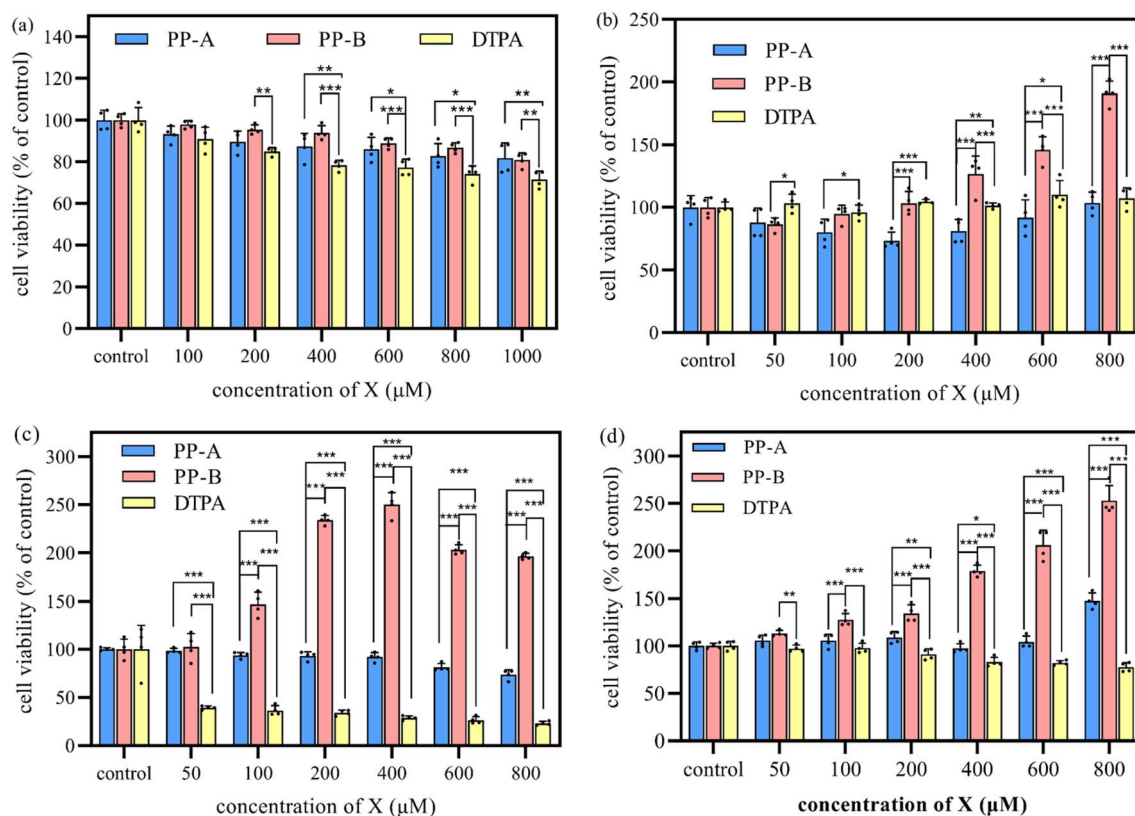 (a)
PP-A PP-B DTPA
cell viability (% of control)
140
120
100
80
60
40
20
0
** ** *** * *** * *** ** **
control 100 200 400 600 800 1000
concentration of X (μM)
(b)
PP-A
PP-B
DTPA
cell viability (% of control)
250
200
150
100
50
0
* * *** *** ** *** *** * *** *** *** ***
control 50 100 200 400 600 800
concentration of X (μM)
(c)
PP-A
PP-B
DTPA
cell viability (% of control)
300
250
200
150
100
50
0
*** *** *** *** *** *** *** *** *** *** *** *** *** *** *** *** ***
control 50 100 200 400 600 800
concentration of X (μM)
(d)
PP-A
PP-B
DTPA
cell viability (% of control)
300
250
200
150
100
50
0
** *** *** ** *** *** * *** *** *** *** *** *** *** ***
control 50 100 200 400 600 800
concentration of X (μM)